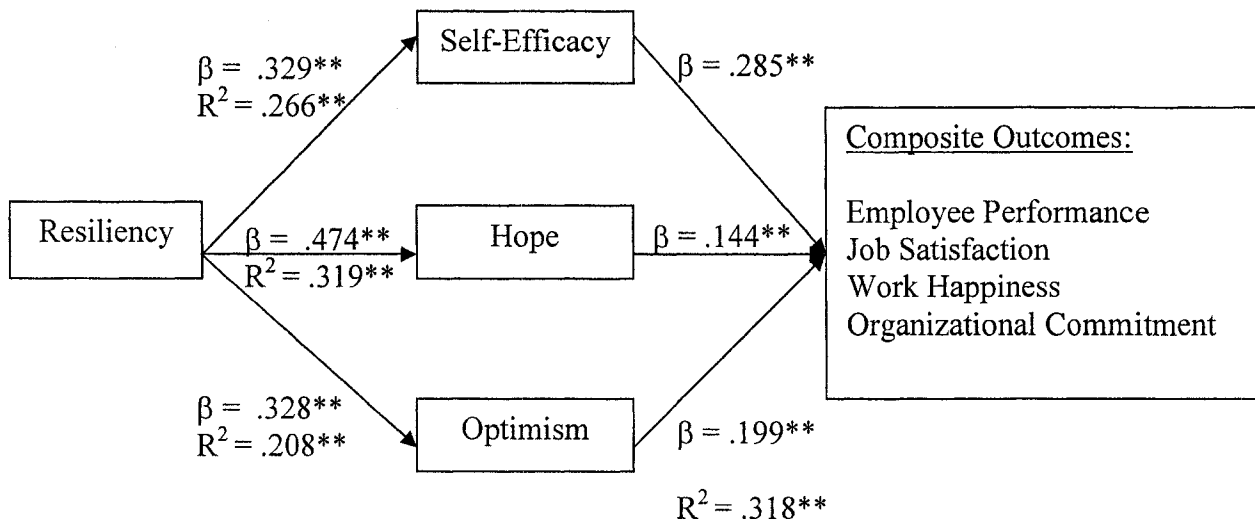 Self-Efficacy
β = .329**
R² = .266**
β = .285**
Composite Outcomes:
Employee Performance
Job Satisfaction
Work Happiness
Organizational Commitment
Resiliency
β = .474**
R² = .319**
Hope
β = .144**
β = .328**
R² = .208**
Optimism
β = .199**
R² = .318**